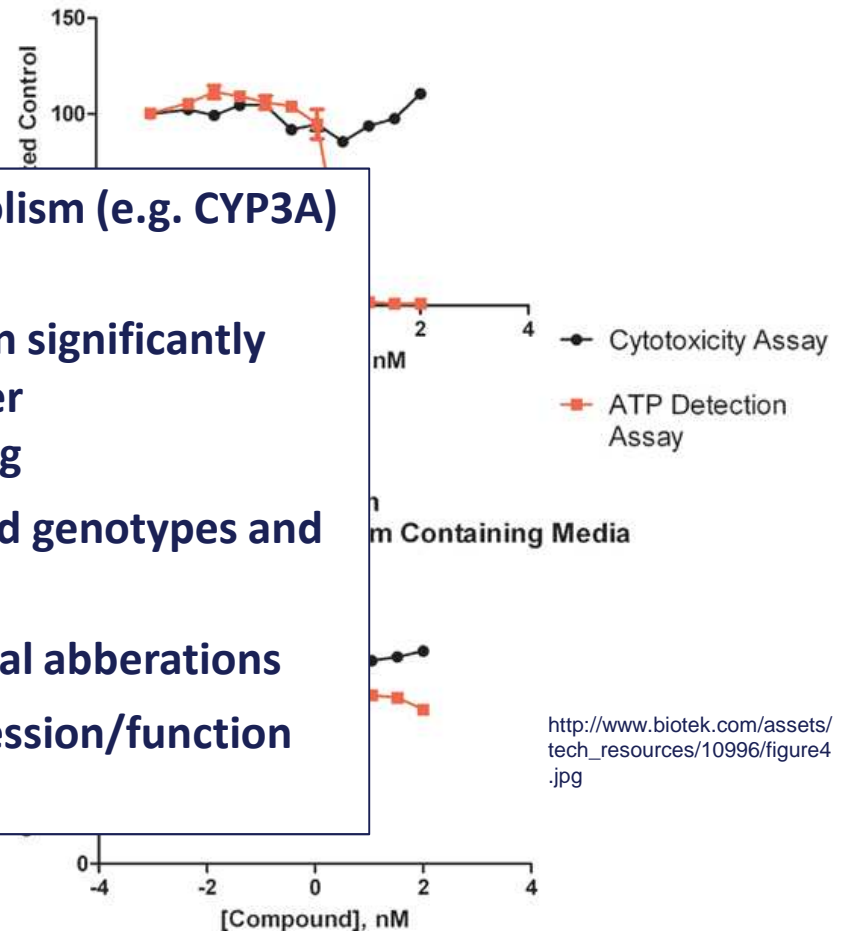 150
100
ed Control
olism (e.g. CYP3A)
n significantly
er
g
d genotypes and
al abberations
ession/function
2
4
nM
Cytotoxicity Assay
ATP Detection
Assay
m Containing Media
http://www.biotek.com/assets/
tech_resources/10996/figure4
.jpg
0
-4
-2
0
2
4
[Compound], nM